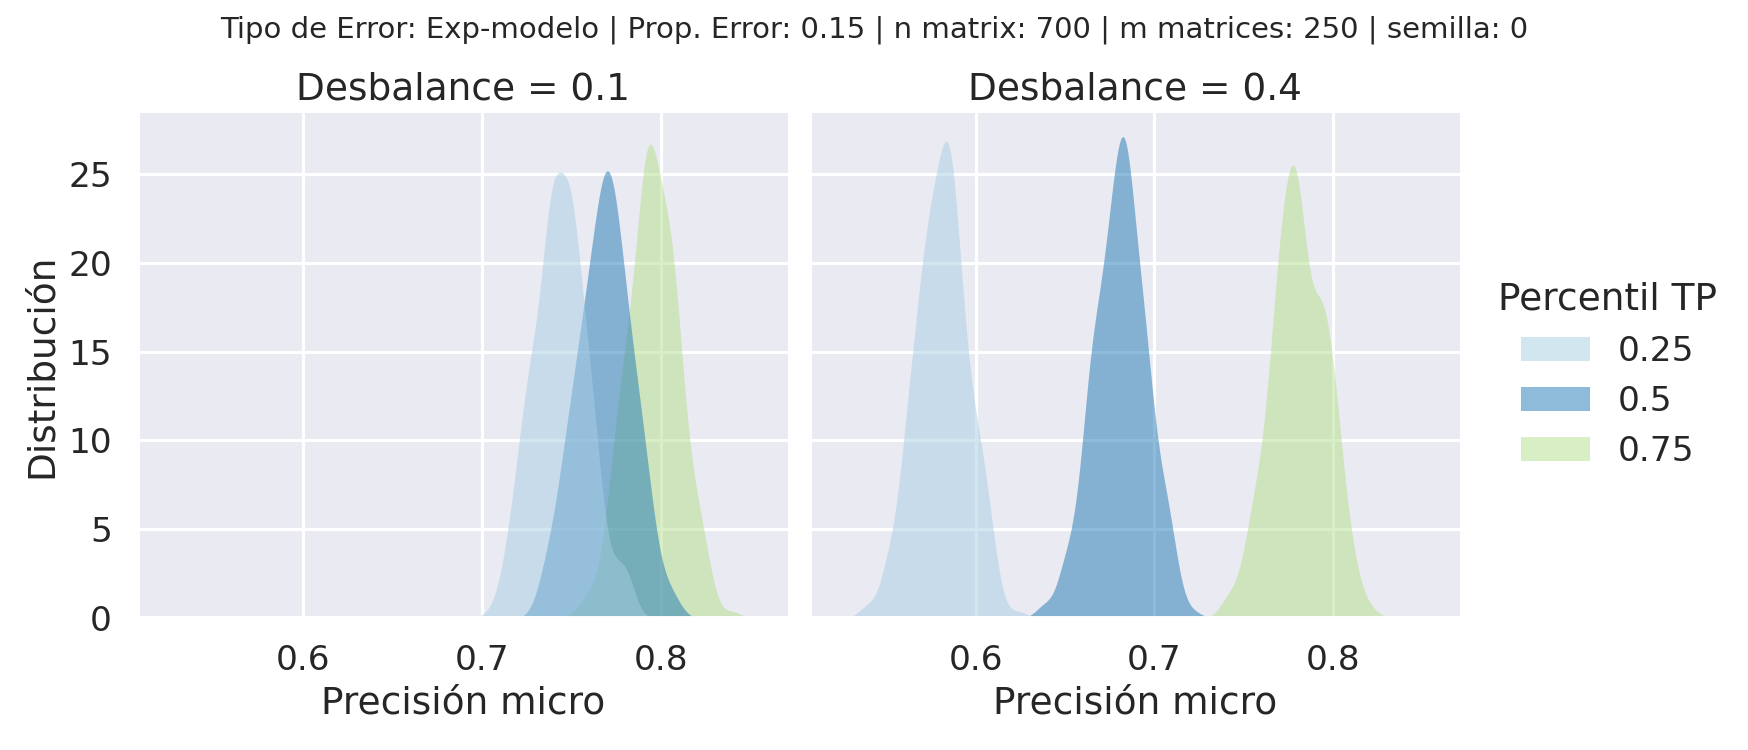 Tipo de Error: Exp-modelo | Prop. Error: 0.15 | n matrix: 700 | m matrices: 250 | semilla: 0
Desbalance = 0.1
Desbalance = 0.4
Distribución
25
20
15
10
5
0
0.6 0.7 0.8
0.6 0.7 0.8
Precisión micro
Precisión micro
Percentil TP
0.25
0.5
0.75